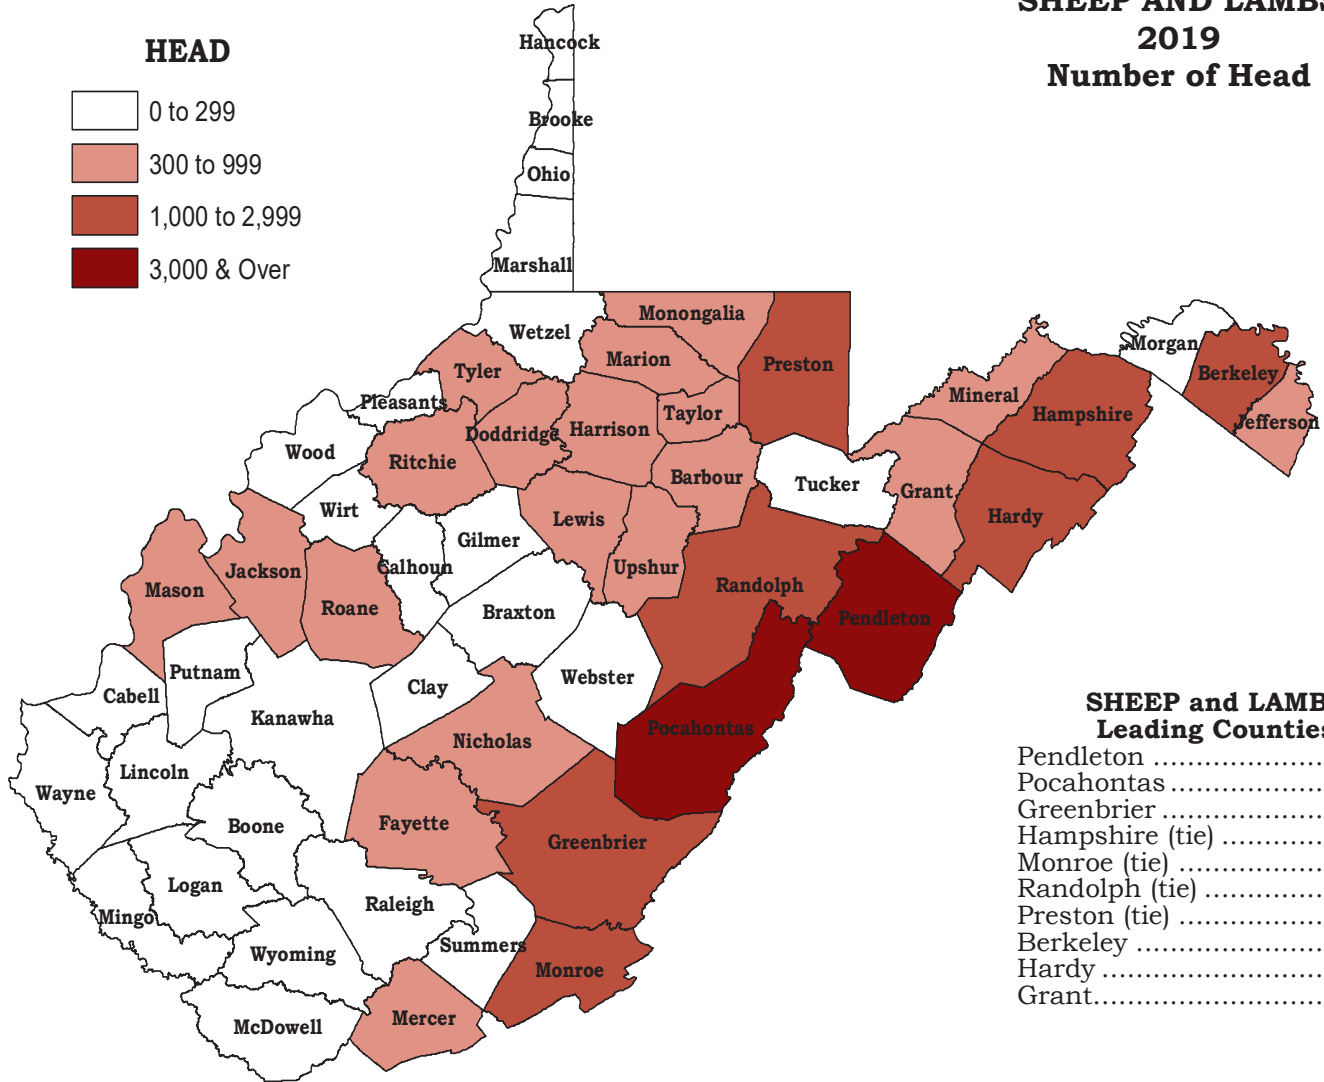 SHEEP AND LAMBS
2019
Number of Head
HEAD
0 to 299
300 to 999
1,000 to 2,999
3,000 & Over
Hancock
Brooke
Ohio
Marshall
Wetzel
Monongalia
Marion
Preston
Morgan
Berkeley
Jefferson
Mineral
Hampshire
Tyler
Pleasants
Doddridge
Harrison
Taylor
Wood
Ritchie
Barbour
Tucker
Grant
Hardy
Wirt
Lewis
Gilmer
Calhoun
Upshur
Jackson
Mason
Roane
Braxton
Randolph
Pendleton
Putnam
Cabell
Clay
Webster
Kanawha
Nicholas
Pocahontas
Lincoln
Wayne
Boone
Fayette
Greenbrier
Logan
Mingo
Raleigh
Summers
Wyoming
Monroe
McDowell
Mercer
SHEEP and LAMB
Leading Counties
Pendleton ....................
Pocahontas ..................
Greenbrier ...................
Hampshire (tie) ............
Monroe (tie) .................
Randolph (tie) ..............
Preston (tie) .................
Berkeley ......................
Hardy ..........................
Grant...........................